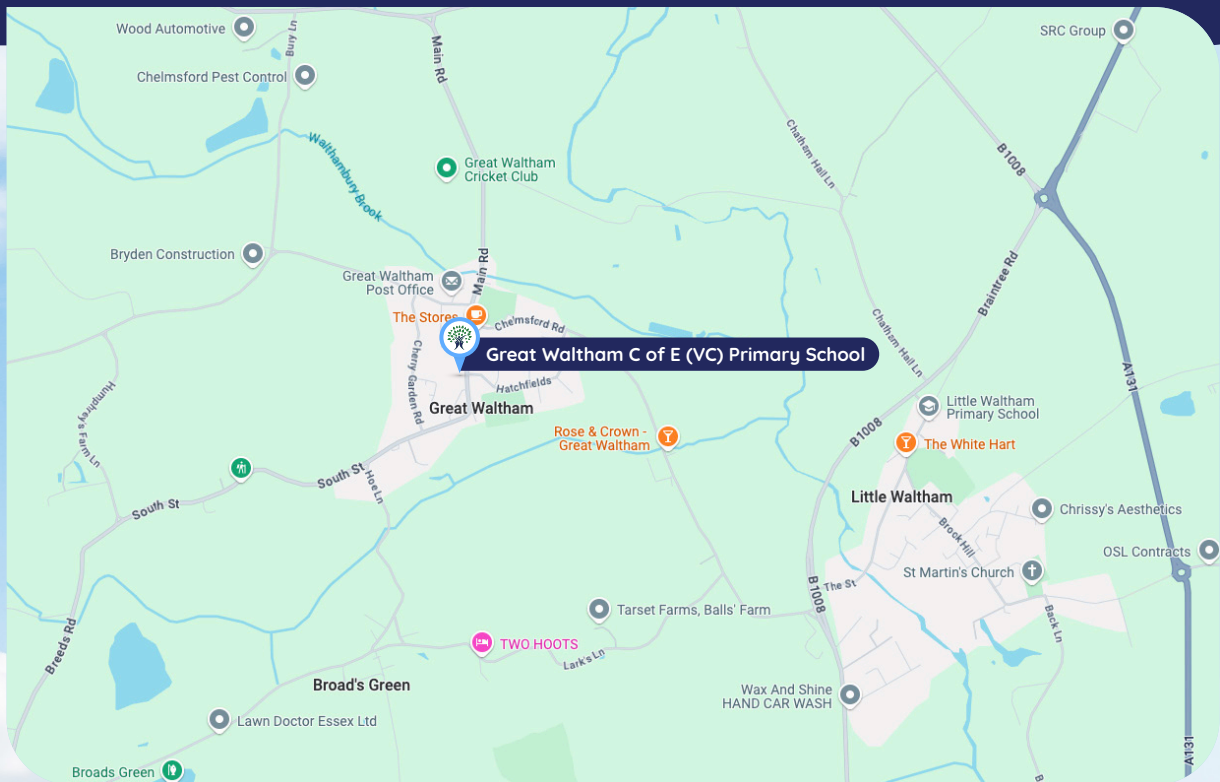 Wood Automotive
Bury Ln
Main Rd
SRC Group
Chelmsford Pest Control
Walthambury Brook
Great Waltham
Cricket Club
Chatham Hall Ln
B1008
Bryden Construction
Great Waltham
Post Office
Main Rd
Braintree Rd
The Stores
Chelmsford Rd
Chatham Hall Ln
Great Waltham C of E (VC) Primary School
Cherry Garden Rd
Hatchfields
A131
Humphrey's Farm Ln
Great Waltham
Little Waltham
Primary School
Rose & Crown -
Great Waltham
B1008
The White Hart
South St
Hoe Ln
Little Waltham
South St
Chrissy's Aesthetics
Brock Hill
OSL Contracts
St Martin's Church
The St
B1008
Tarset Farms, Balls' Farm
Back Ln
Breeds Rd
TWO HOOTS
Lark's Ln
Broad's Green
Wax And Shine
HAND CAR WASH
Lawn Doctor Essex Ltd
A131
Broads Green
B